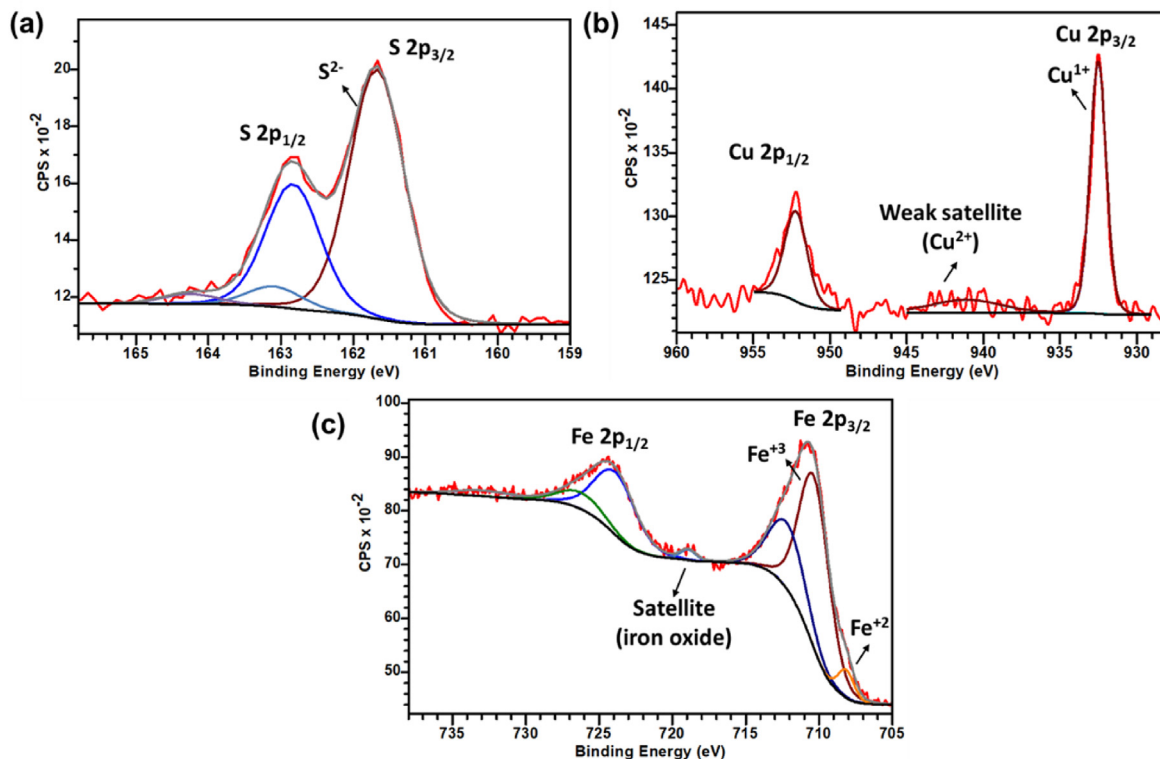 (a)
S 2p3/2
S2-
S 2p1/2
CPS x 10-2
20
18
16
14
12
165 164 163 162 161 160 159
Binding Energy (eV)
(b)
Cu 2p3/2
Cu1+
Cu 2p1/2
Weak satellite
(Cu2+)
CPS x 10-2
145
140
135
130
125
960 955 950 945 940 935 930
Binding Energy (eV)
(c)
Fe 2p3/2
Fe 2p1/2
Fe+3
Satellite
(iron oxide)
Fe+2
CPS x 10-2
100
90
80
70
60
50
735 730 725 720 715 710 705
Binding Energy (eV)